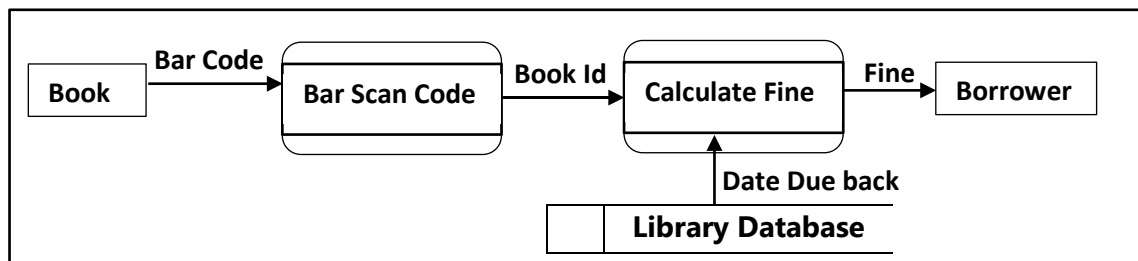 Bar Code
Book Id
Fine
Book
Bar Scan Code
Calculate Fine
Borrower
Date Due back
Library Database